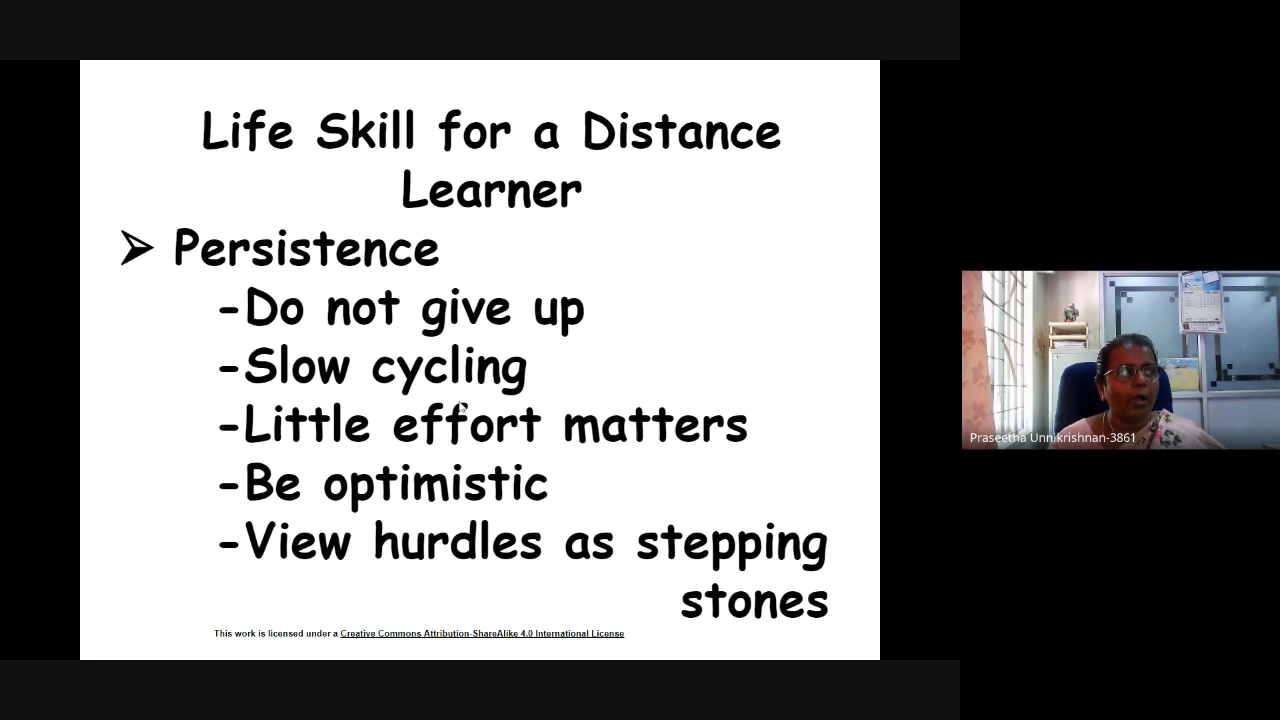 Life Skill for a Distance
Learner
➢ Persistence
-Do not give up
-Slow cycling
-Little effort matters
-Be optimistic
-View hurdles as stepping
stones
This work is licensed under a Creative Commons Attribution-ShareAlike 4.0 International License
Praseetha Unnikrishnan-3861